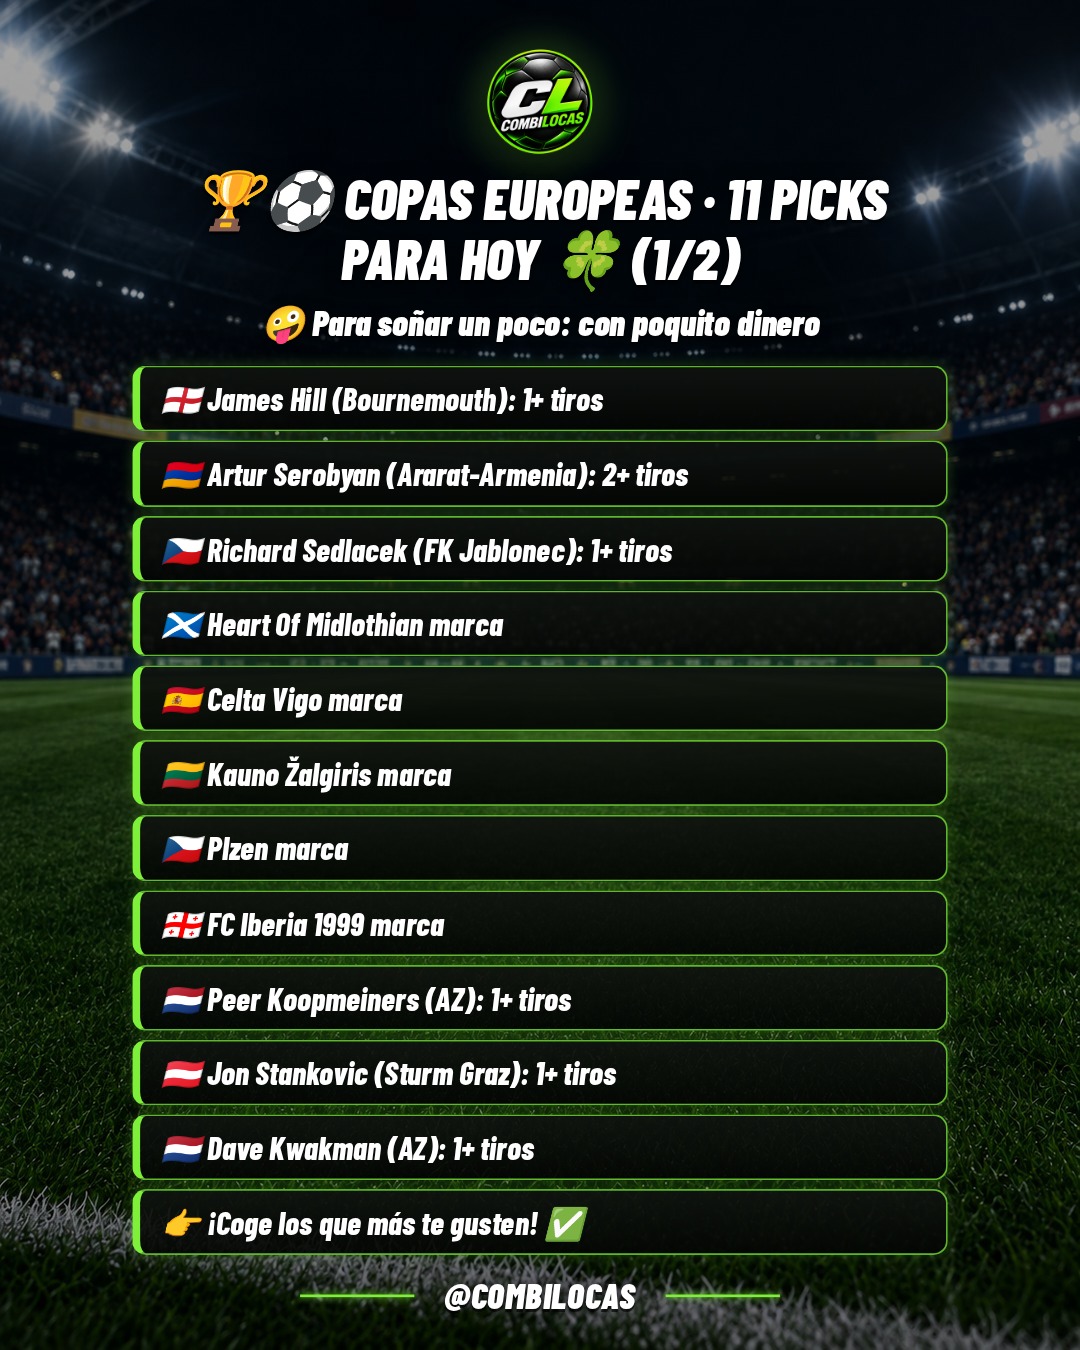 CL
COMBILOCAS
🏆⚽ COPAS EUROPEAS · 11 PICKS
PARA HOY 🍀 (1/2)
🤪 Para soñar un poco: con poquito dinero
🏴󠁧󠁢󠁥󠁮󠁧󠁿 James Hill (Bournemouth): 1+ tiros
🇦🇲 Artur Serobyan (Ararat-Armenia): 2+ tiros
🇨🇿 Richard Sedlacek (FK Jablonec): 1+ tiros
🏴󠁧󠁢󠁳󠁣󠁴󠁿 Heart Of Midlothian marca
🇪🇸 Celta Vigo marca
🇱🇹 Kauno Žalgiris marca
🇨🇿 Plzen marca
🇬🇪 FC Iberia 1999 marca
🇳🇱 Peer Koopmeiners (AZ): 1+ tiros
🇦🇹 Jon Stankovic (Sturm Graz): 1+ tiros
🇳🇱 Dave Kwakman (AZ): 1+ tiros
👉 ¡Coge los que más te gusten! ✅
@COMBILOCAS